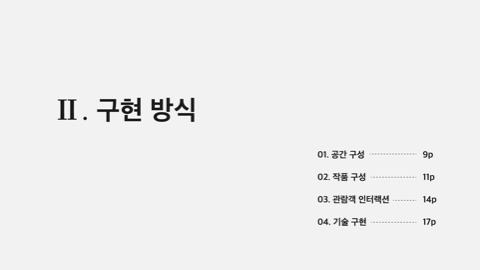 Ⅱ. 구현 방식
01. 공간 구성 9p
02. 작품 구성 11p
03. 관람객 인터랙션 14p
04. 기술 구현 17p